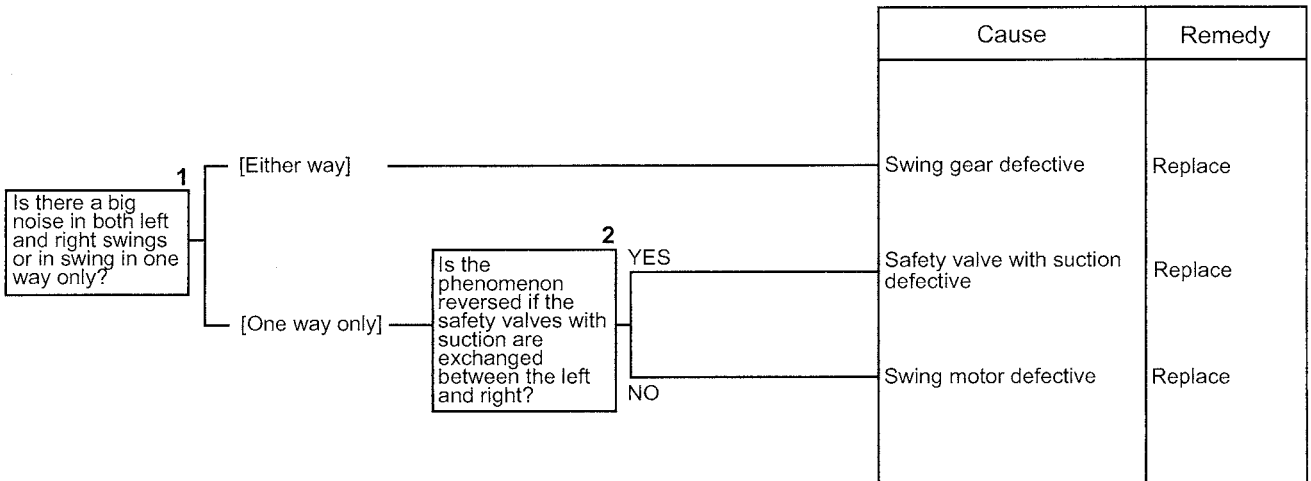 Cause
Remedy
1
Is there a big
noise in both left
and right swings
or in swing in one
way only?
[Either way]
Swing gear defective
Replace
[One way only]
2
Is the
phenomenon
reversed if the
safety valves with
suction are
exchanged
between the left
and right?
YES
Safety valve with suction
defective
Replace
NO
Swing motor defective
Replace